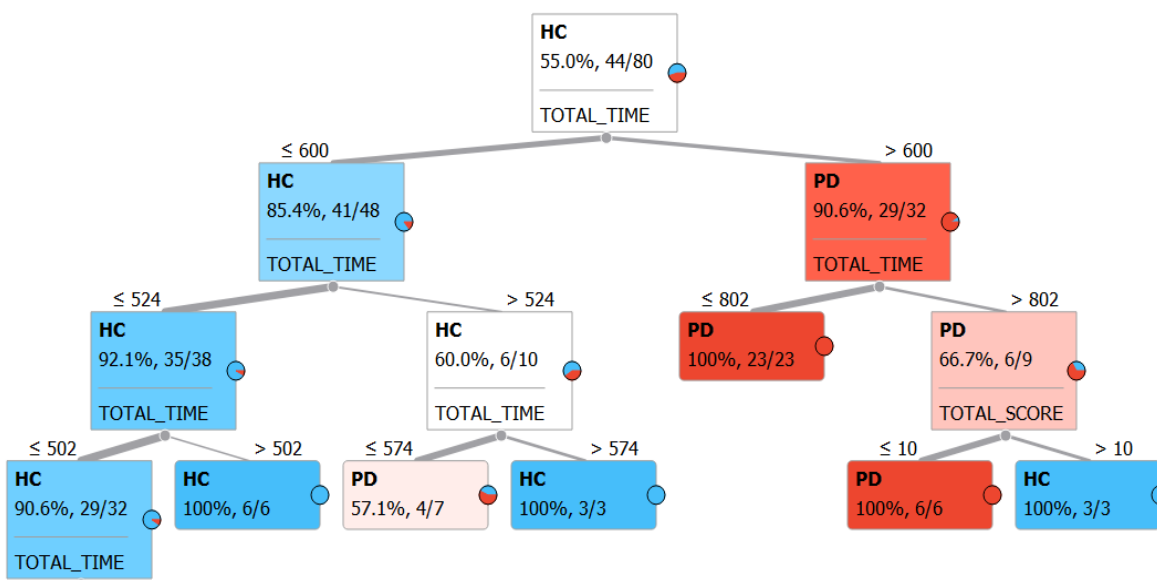 HC
55.0%, 44/80
TOTAL_TIME
≤ 600
> 600
HC
85.4%, 41/48
TOTAL_TIME
PD
90.6%, 29/32
TOTAL_TIME
≤ 524
> 524
≤ 802
> 802
HC
92.1%, 35/38
TOTAL_TIME
HC
60.0%, 6/10
TOTAL_TIME
PD
100%, 23/23
PD
66.7%, 6/9
TOTAL_SCORE
≤ 502
> 502
≤ 574
> 574
≤ 10
> 10
HC
90.6%, 29/32
TOTAL_TIME
HC
100%, 6/6
PD
57.1%, 4/7
HC
100%, 3/3
PD
100%, 6/6
HC
100%, 3/3